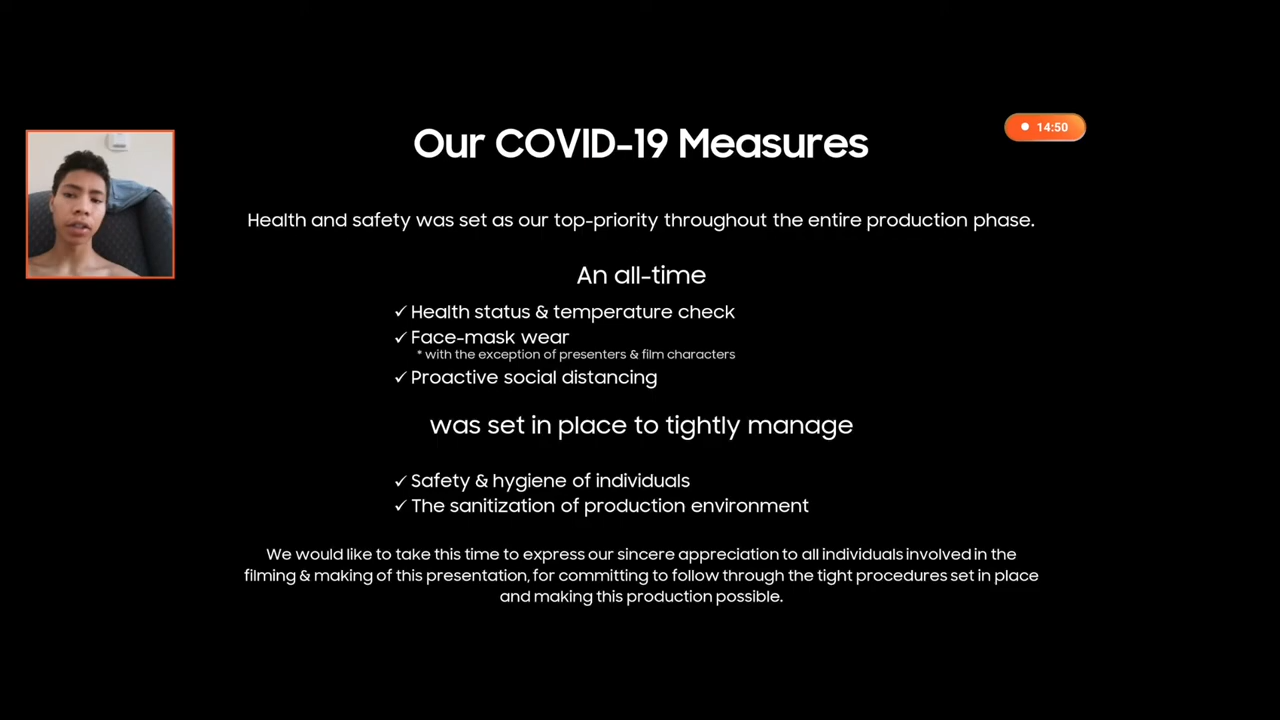 Our COVID-19 Measures
14:50
Health and safety was set as our top-priority throughout the entire production phase.
An all-time
✓ Health status & temperature check
✓ Face-mask wear
* with the exception of presenters & film characters
✓ Proactive social distancing
was set in place to tightly manage
✓ Safety & hygiene of individuals
✓ The sanitization of production environment
We would like to take this time to express our sincere appreciation to all individuals involved in the
filming & making of this presentation, for committing to follow through the tight procedures set in place
and making this production possible.